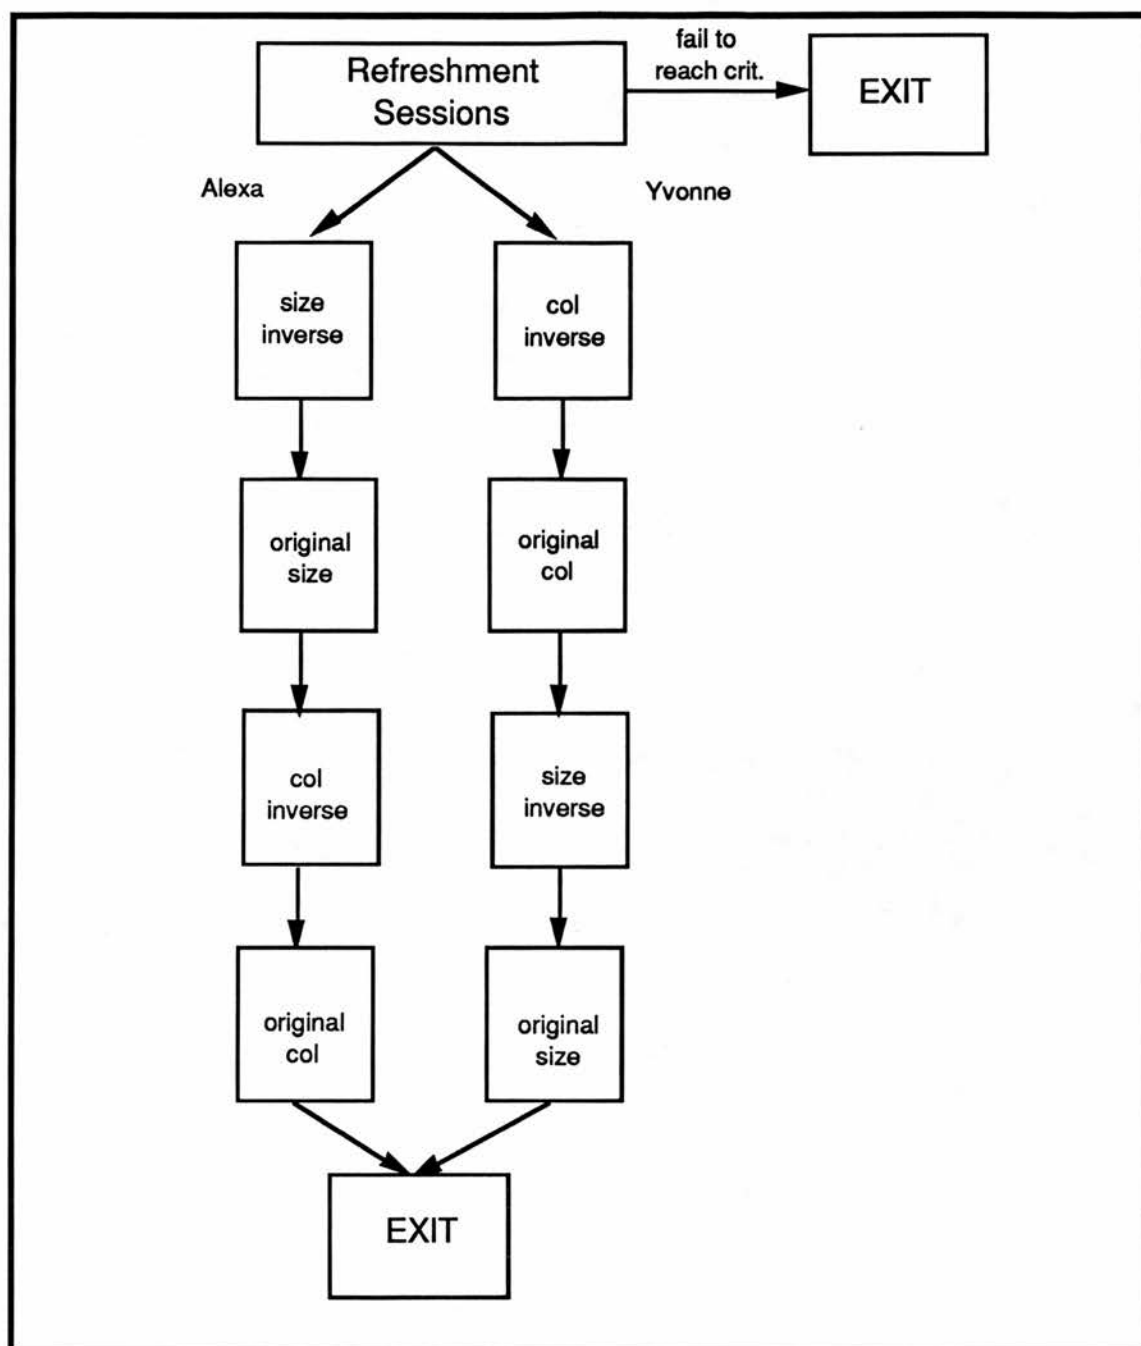 Refreshment
Sessions
fail to
reach crit.
EXIT
Alexa
Yvonne
size
inverse
col
inverse
original
size
original
col
col
inverse
size
inverse
original
col
original
size
EXIT